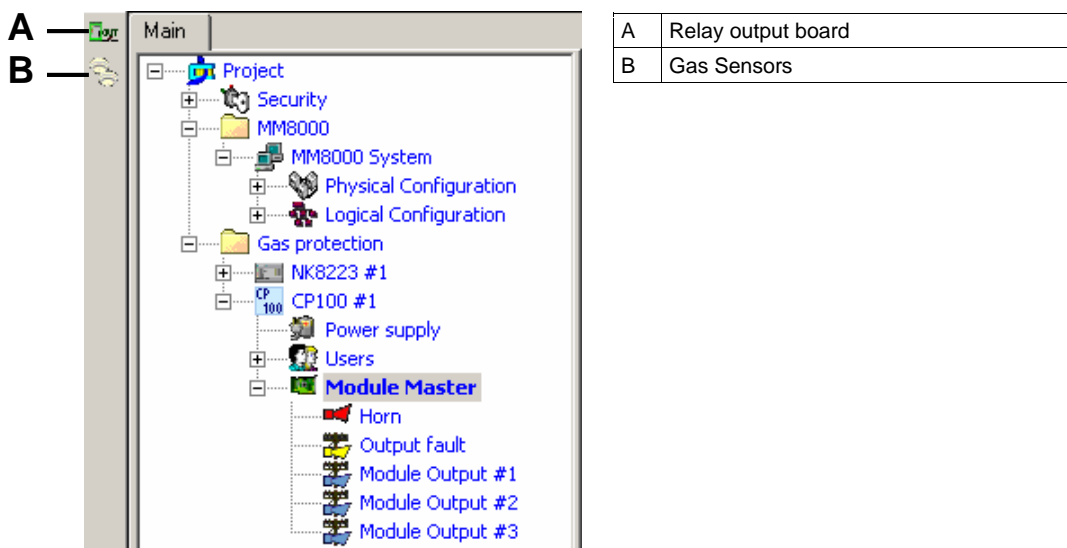 A
B
Main
Project
Security
MM8000
MM8000 System
Physical Configuration
Logical Configuration
Gas protection
NK8223 #1
CP 100 CP100 #1
Power supply
Users
Module Master
Horn
Output fault
Module Output #1
Module Output #2
Module Output #3
A Relay output board
B Gas Sensors